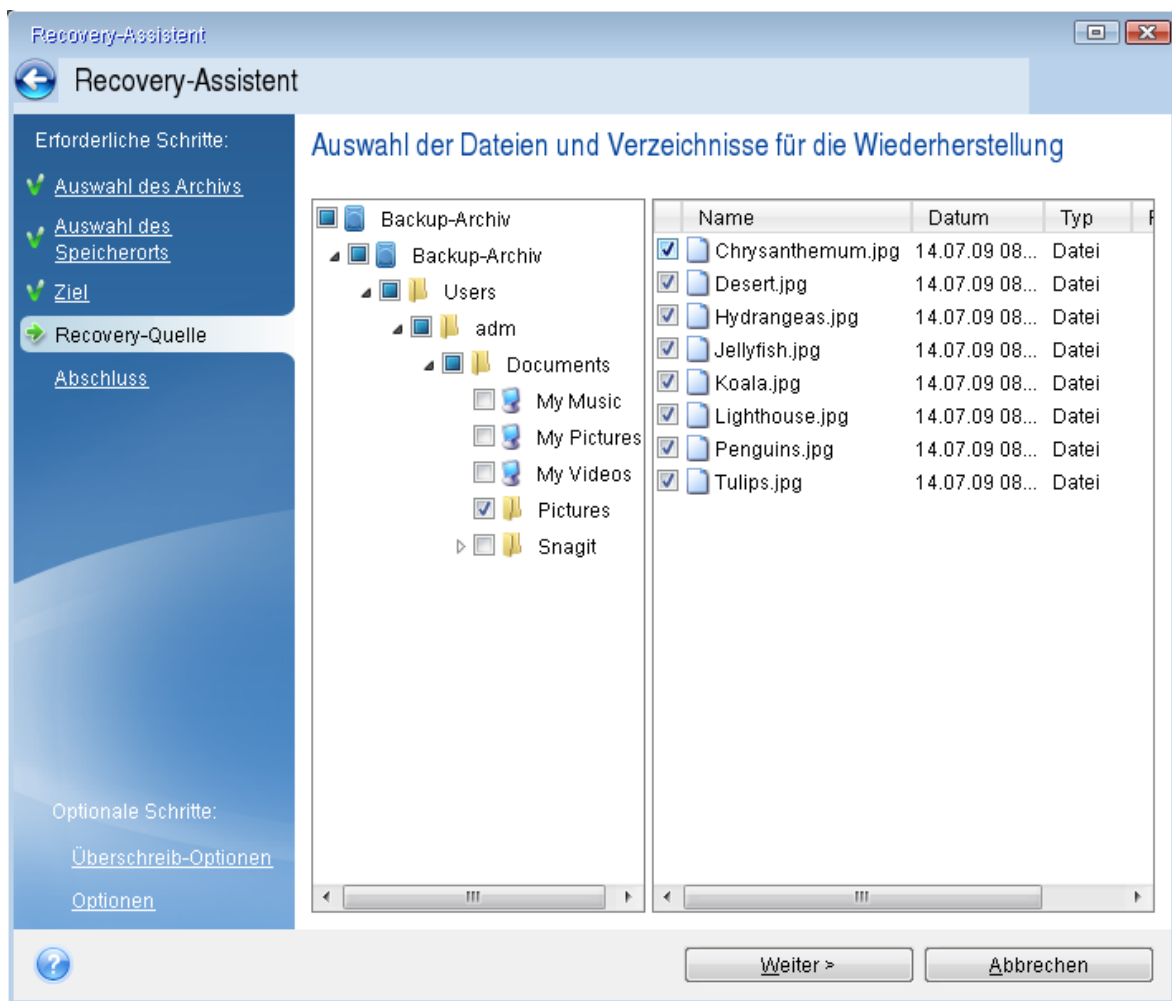 Recovery-Assistent
Recovery-Assistent
Erforderliche Schritte:
Auswahl des Archivs
Auswahl des
Speicherorts
Ziel
Recovery-Quelle
Abschluss
Optionale Schritte:
Überschreib-Optionen
Optionen
Auswahl der Dateien und Verzeichnisse für die Wiederherstellung
Backup-Archiv
Backup-Archiv
Users
adm
Documents
My Music
My Pictures
My Videos
Pictures
Snagit
Name Datum Typ
Chrysanthemum.jpg 14.07.09 08... Datei
Desert.jpg 14.07.09 08... Datei
Hydrangeas.jpg 14.07.09 08... Datei
Jellyfish.jpg 14.07.09 08... Datei
Koala.jpg 14.07.09 08... Datei
Lighthouse.jpg 14.07.09 08... Datei
Penguins.jpg 14.07.09 08... Datei
Tulips.jpg 14.07.09 08... Datei
Weiter > Abbrechen